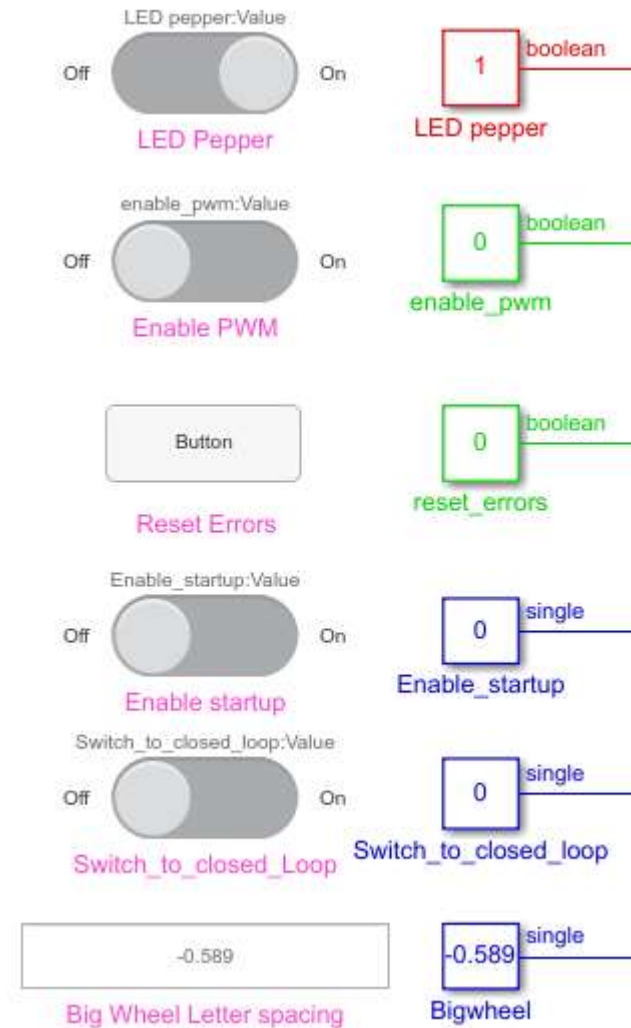 LED pepper:Value
Off
On
LED Pepper
1
boolean
LED pepper
enable_pwm:Value
Off
On
Enable PWM
0
boolean
enable_pwm
Button
Reset Errors
0
boolean
reset_errors
Enable_startup:Value
Off
On
Enable startup
0
single
Enable_startup
Switch_to_closed_loop:Value
Off
On
Switch_to_closed_Loop
0
single
Switch_to_closed_loop
-0.589
Big Wheel Letter spacing
-0.589
single
Bigwheel